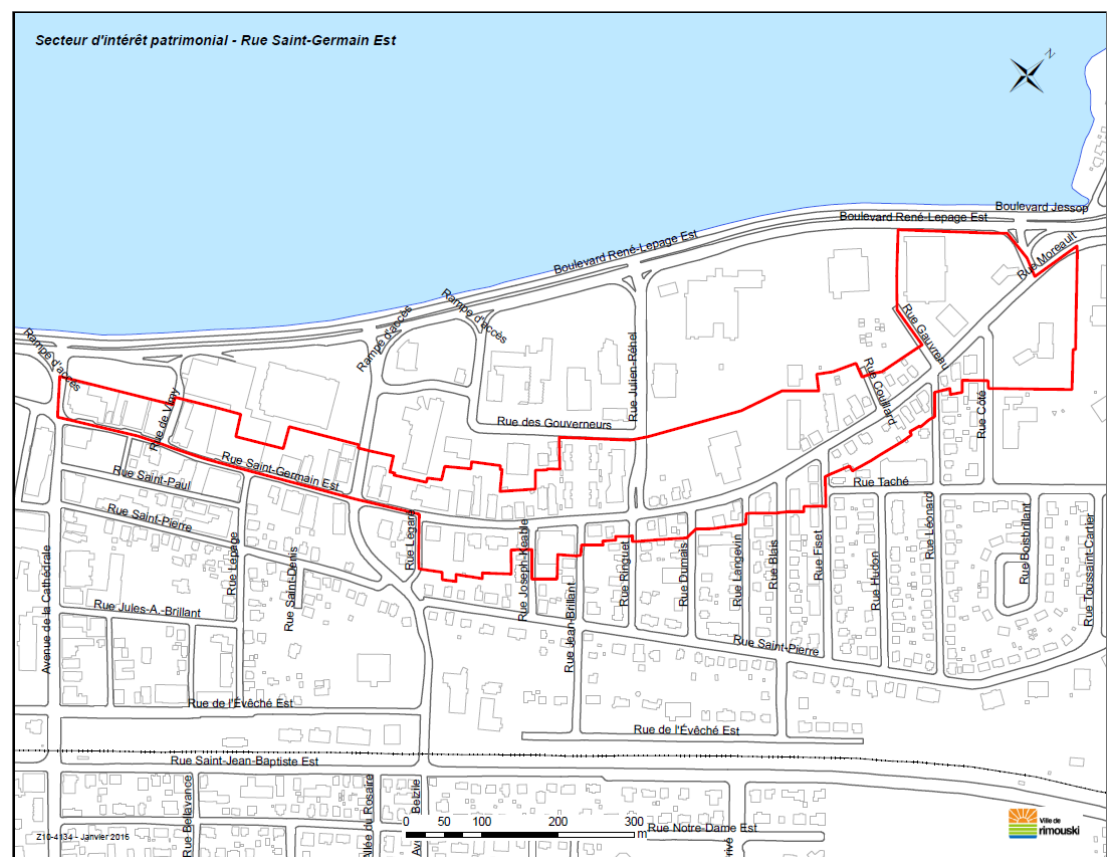 Secteur d'intérêt patrimonial - Rue Saint-Germain Est
N
Boulevard Jessop
Boulevard René-Lepage Est
Boulevard René-Lepage Est
Rue Moreault
Rampe d'accès
Rampe d'accès
Rampe d'accès
Rue Gauvreau
Rue Julien-Réhel
Rue Couillard
Rue de Vimy
Rue des Gouverneurs
Rue Côté
Rue Saint-Germain Est
Rue Saint-Paul
Rue Taché
Rue Saint-Pierre
Rue Légaré
Rue Lepage
Rue Saint-Denis
Rue Joseph-Keable
Rue Jean-Brillant
Rue Ringuet
Rue Dumais
Rue Langevin
Rue Blais
Rue Fiset
Rue Hudon
Rue Léonard
Rue Boisbrillant
Rue Toussaint-Cartier
Avenue de la Cathédrale
Rue Jules-A.-Brillant
Rue Saint-Pierre
Rue de l'Évêché Est
Rue de l'Évêché Est
Rue Saint-Jean-Baptiste Est
Rue Bellavance
Allée du Rosaire
Belzile
0 50 100 200 300
m
Rue Notre-Dame Est
Z10-4134 - Janvier 2016
Ville de
rimouski